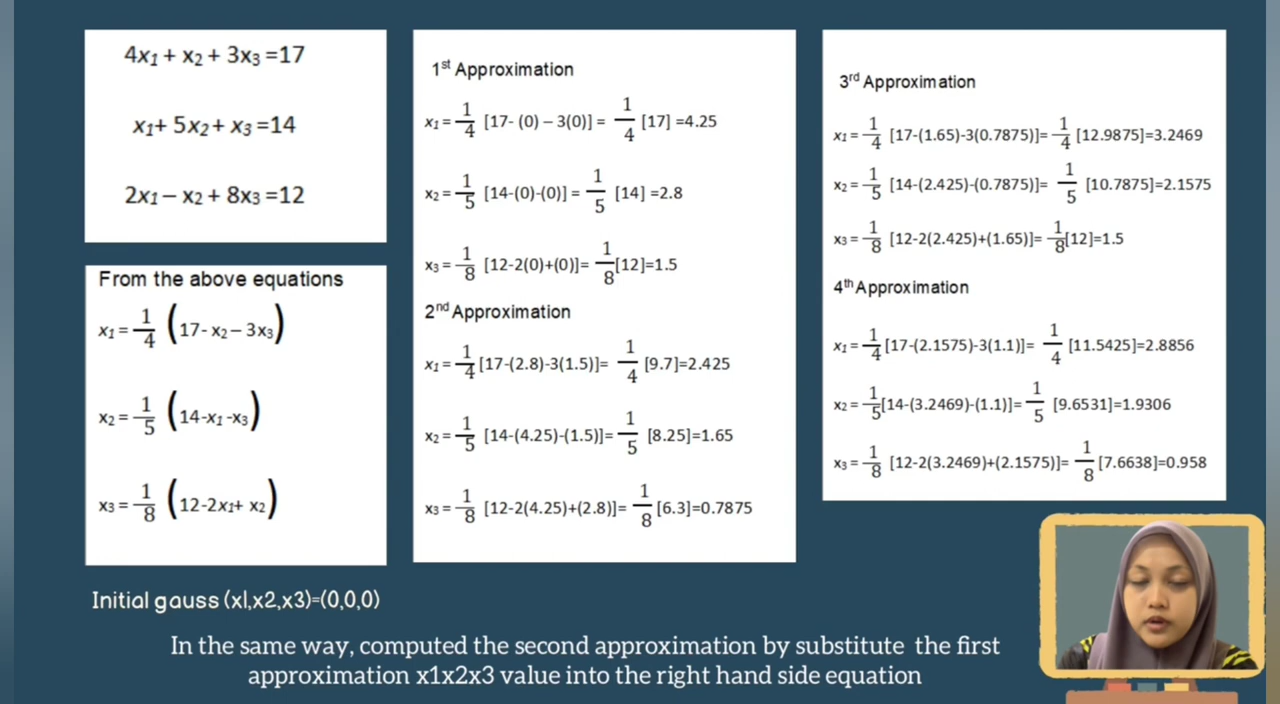 4x₁ + x₂ + 3x₃ =17
x₁+ 5x₂ + x₃ =14
2x₁ – x₂ + 8x₃ =12
From the above equations
x₁ = 1/4 (17- x₂ – 3x₃)
x₂ = 1/5 (14-x₁ -x₃)
x₃ = 1/8 (12-2x₁+ x₂)
Initial gauss (x1,x2,x3)=(0,0,0)
1st Approximation
x₁ = 1/4 [17- (0) – 3(0)] = 1/4 [17] =4.25
x₂ = 1/5 [14-(0)-(0)] = 1/5 [14] =2.8
x₃ = 1/8 [12-2(0)+(0)]= 1/8 [12]=1.5
2nd Approximation
x₁ = 1/4 [17-(2.8)-3(1.5)]= 1/4 [9.7]=2.425
x₂ = 1/5 [14-(4.25)-(1.5)]= 1/5 [8.25]=1.65
x₃ = 1/8 [12-2(4.25)+(2.8)]= 1/8 [6.3]=0.7875
3rd Approximation
x₁ = 1/4 [17-(1.65)-3(0.7875)]= 1/4 [12.9875]=3.2469
x₂ = 1/5 [14-(2.425)-(0.7875)]= 1/5 [10.7875]=2.1575
x₃ = 1/8 [12-2(2.425)+(1.65)]= 1/8 [12]=1.5
4th Approximation
x₁ = 1/4 [17-(2.1575)-3(1.1)]= 1/4 [11.5425]=2.8856
x₂ = 1/5 [14-(3.2469)-(1.1)]= 1/5 [9.6531]=1.9306
x₃ = 1/8 [12-2(3.2469)+(2.1575)]= 1/8 [7.6638]=0.958
In the same way, computed the second approximation by substitute the first
approximation x1x2x3 value into the right hand side equation